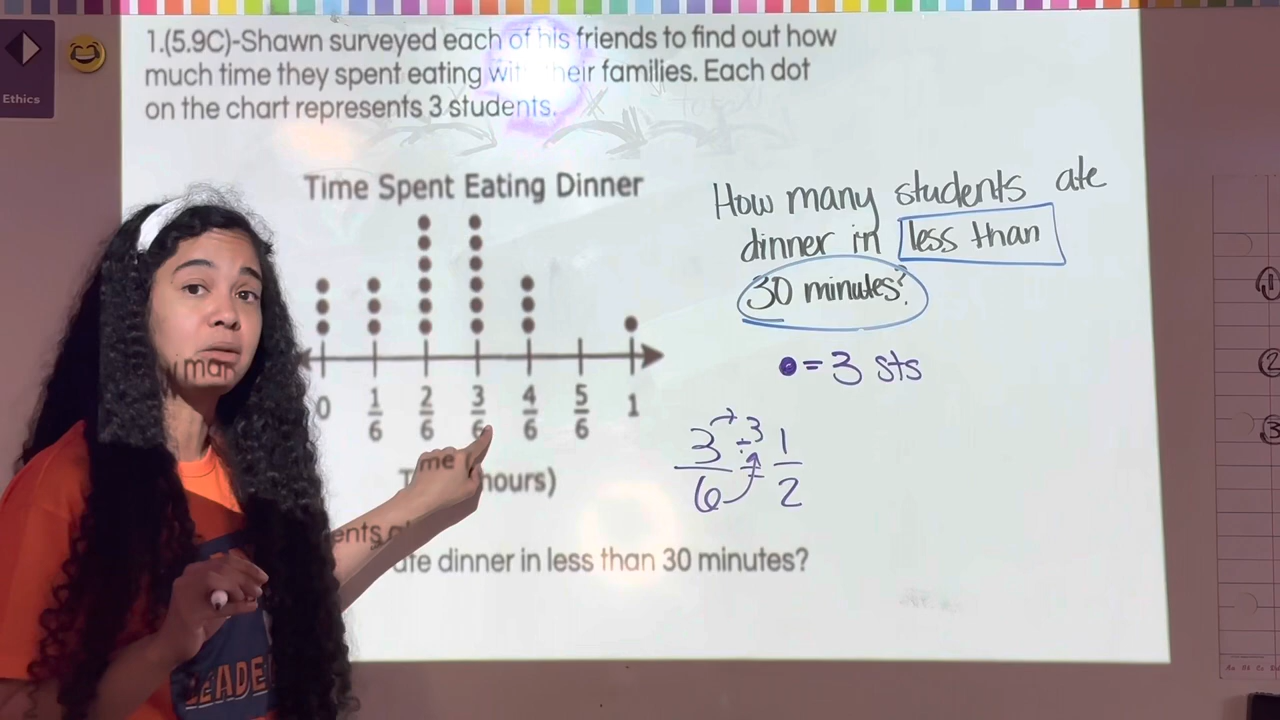 Ethics
1.(5.9C)-Shawn surveyed each of his friends to find out how
much time they spent eating with their families. Each dot
on the chart represents 3 students.
Time Spent Eating Dinner
0 1/6 2/6 3/6 4/6 5/6 1
hours)
ate dinner in less than 30 minutes?
How many students ate
dinner in less than
30 minutes?
= 3 sts
3/6 ÷3 = 1/2
1
2
3
LEADE